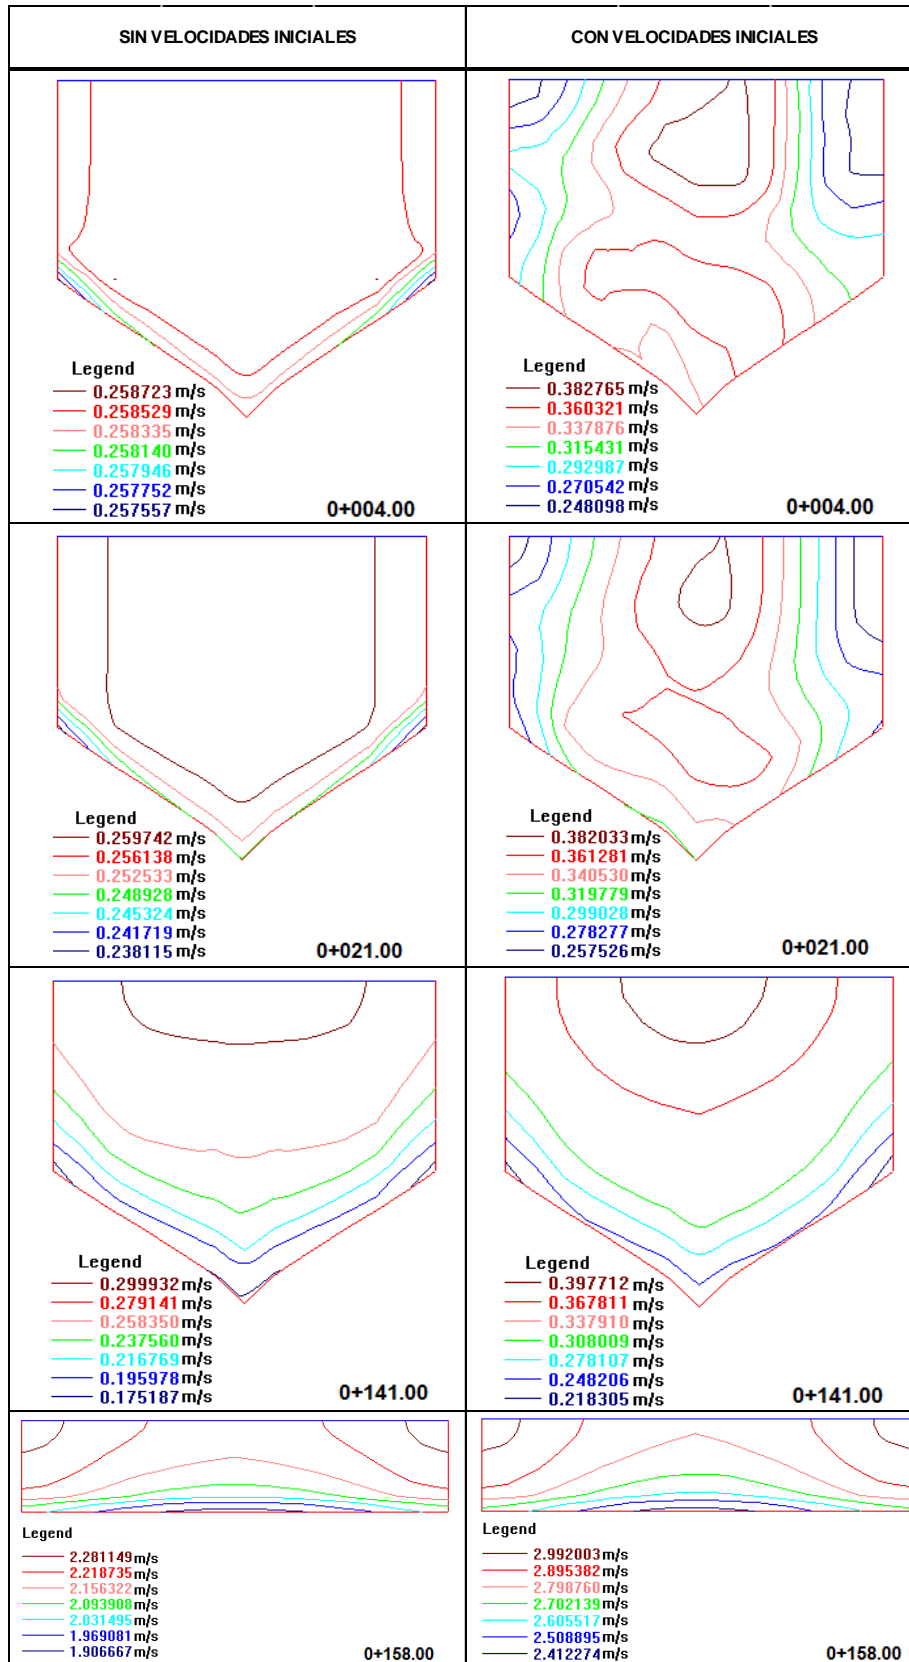 SIN VELOCIDADES INICIALES
CON VELOCIDADES INICIALES
Legend
0.258723 m/s
0.258529 m/s
0.258335 m/s
0.258140 m/s
0.257946 m/s
0.257752 m/s
0.257557 m/s
0+004.00
Legend
0.382765 m/s
0.360321 m/s
0.337876 m/s
0.315431 m/s
0.292987 m/s
0.270542 m/s
0.248098 m/s
0+004.00
Legend
0.259742 m/s
0.256138 m/s
0.252533 m/s
0.248928 m/s
0.245324 m/s
0.241719 m/s
0.238115 m/s
0+021.00
Legend
0.382033 m/s
0.361281 m/s
0.340530 m/s
0.319779 m/s
0.299028 m/s
0.278277 m/s
0.257526 m/s
0+021.00
Legend
0.299932 m/s
0.279141 m/s
0.258350 m/s
0.237560 m/s
0.216769 m/s
0.195978 m/s
0.175187 m/s
0+141.00
Legend
0.397712 m/s
0.367811 m/s
0.337910 m/s
0.308009 m/s
0.278107 m/s
0.248206 m/s
0.218305 m/s
0+141.00
Legend
2.281149 m/s
2.218735 m/s
2.156322 m/s
2.093908 m/s
2.031495 m/s
1.969081 m/s
1.906667 m/s
0+158.00
Legend
2.992003 m/s
2.895382 m/s
2.798760 m/s
2.702139 m/s
2.605517 m/s
2.508895 m/s
2.412274 m/s
0+158.00